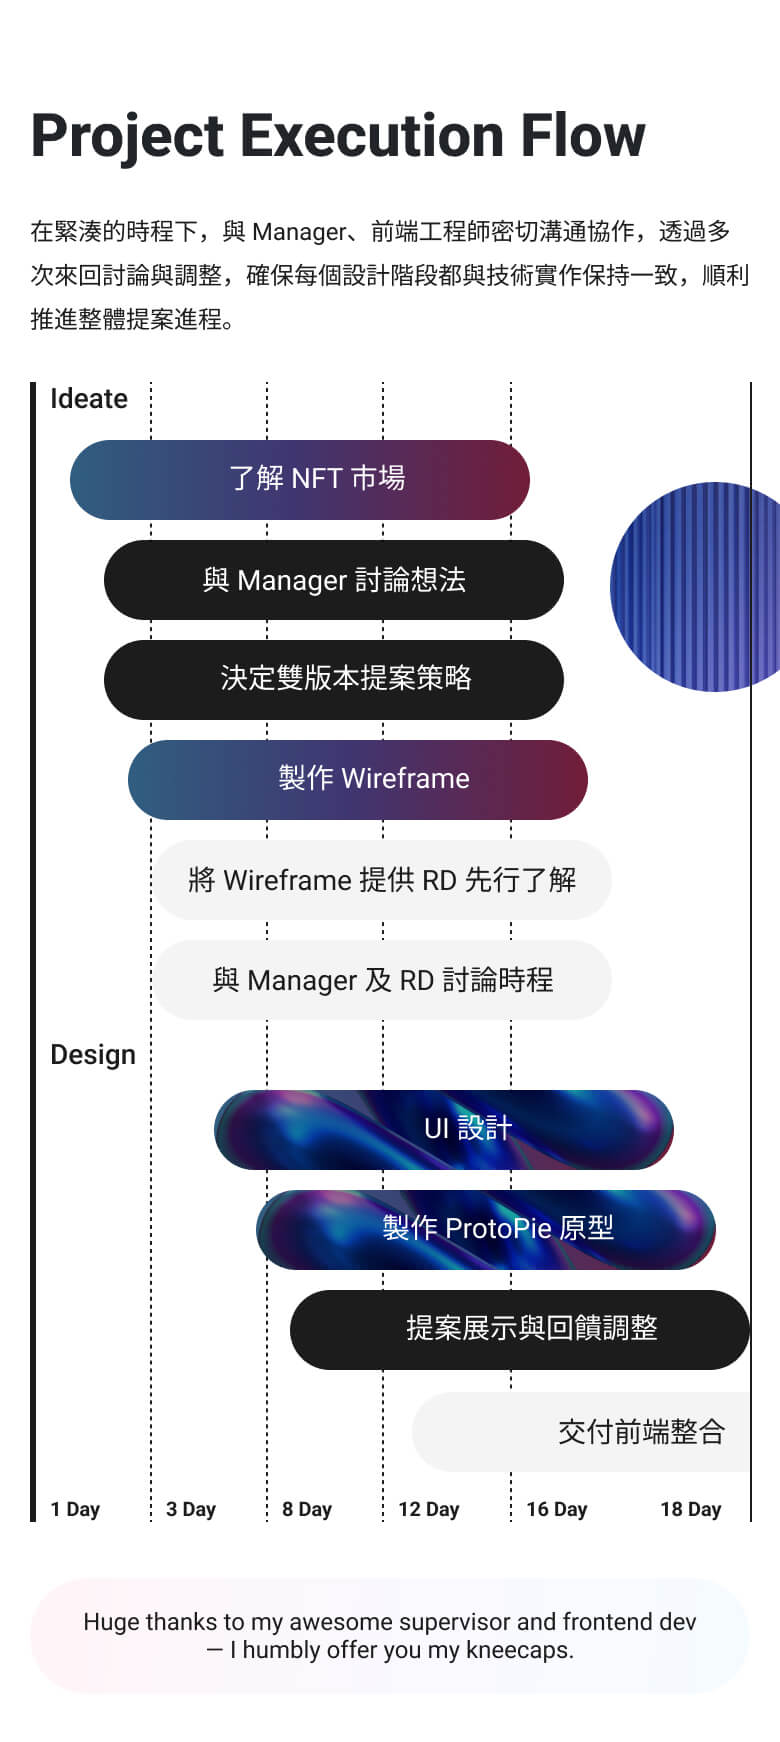 Project Execution Flow
在緊湊的時程下，與 Manager、前端工程師密切溝通協作，透過多
次來回討論與調整，確保每個設計階段都與技術實作保持一致，順利
推進整體提案進程。
Ideate
了解 NFT 市場
與 Manager 討論想法
決定雙版本提案策略
製作 Wireframe
將 Wireframe 提供 RD 先行了解
與 Manager 及 RD 討論時程
Design
UI 設計
製作 ProtoPie 原型
提案展示與回饋調整
交付前端整合
1 Day 3 Day 8 Day 12 Day 16 Day 18 Day
Huge thanks to my awesome supervisor and frontend dev
— I humbly offer you my kneecaps.